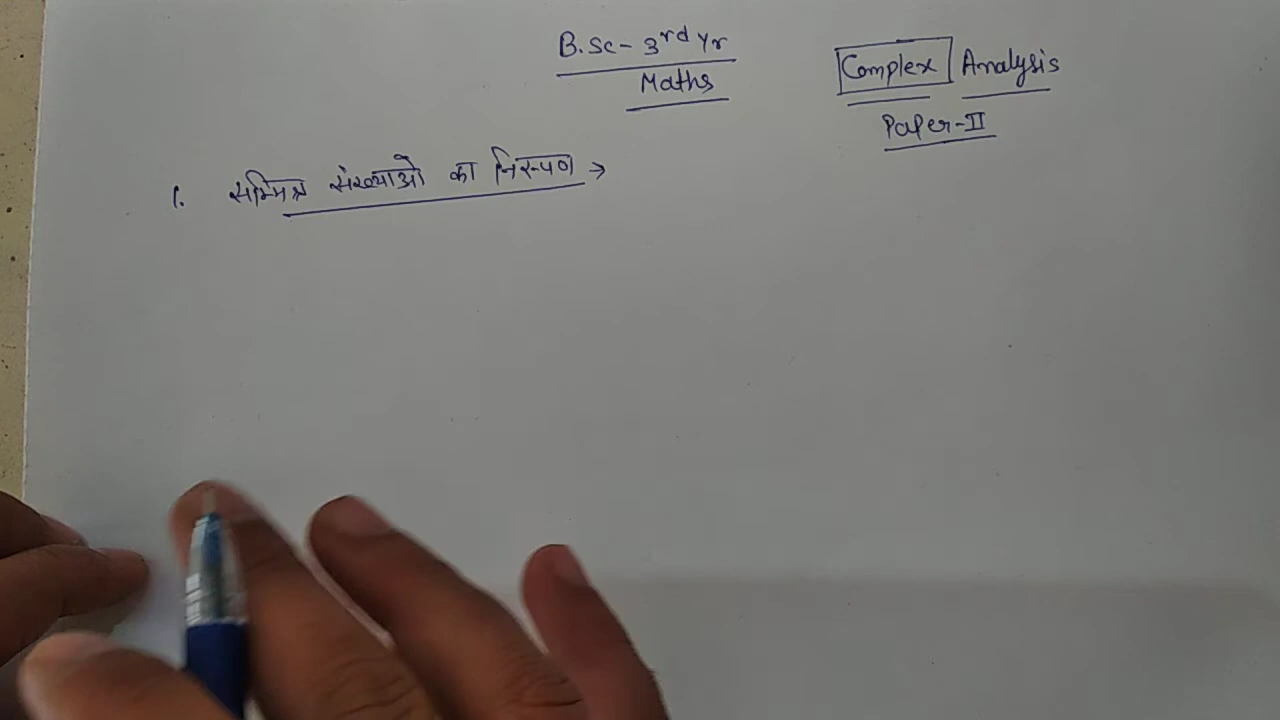 B.Sc- 3rd Yr
Maths
Complex Analysis
Paper-II
1. सम्मिश्र संख्याओ का निरूपण →